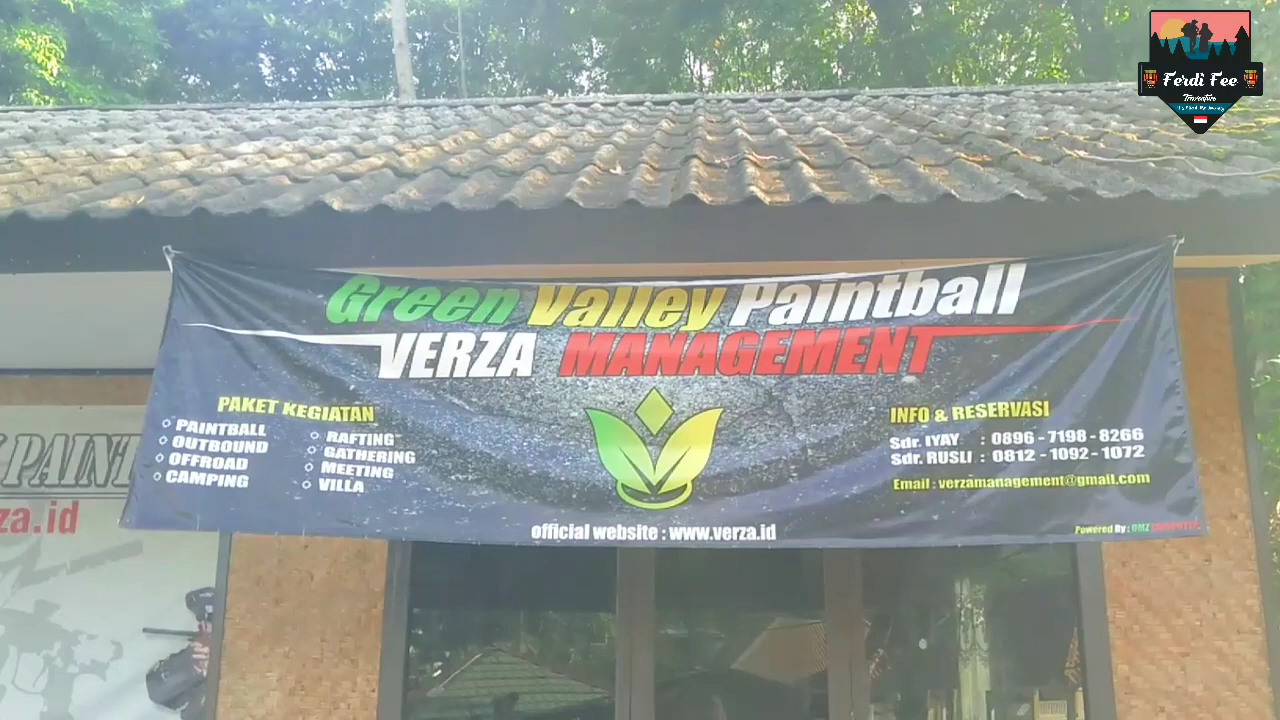 Ferdi Fee
Green Valley Paintball
VERZA MANAGEMENT
PAKET KEGIATAN
PAINTBALL
OUTBOUND
OFFROAD
CAMPING
RAFTING
GATHERING
MEETING
VILLA
INFO & RESERVASI
Sdr. IYAY : 0896 - 7198 - 8266
Sdr. RUSLI : 0812 - 1092 - 1072
Email : verzamanagement@gmail.com
official website : www.verza.id
Powered By :
PAINT
za.id